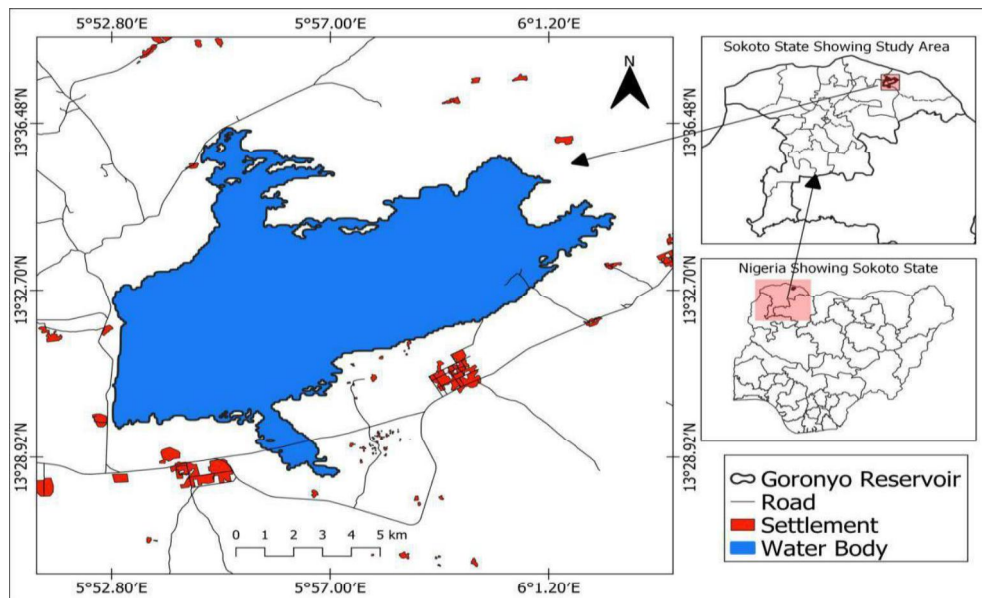 5°52.80′E 5°57.00′E 6°1.20′E
13°36.48′N 13°36.48′N
13°32.70′N 13°32.70′N
13°28.92′N 13°28.92′N
N
0 1 2 3 4 5 km
5°52.80′E 5°57.00′E 6°1.20′E
Sokoto State Showing Study Area
Nigeria Showing Sokoto State
Goronyo Reservoir
Road
Settlement
Water Body